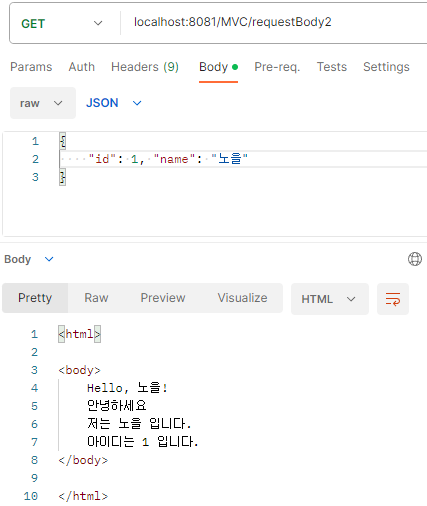 GET localhost:8081/MVC/requestBody2
Params Auth Headers (9) Body Pre-req. Tests Settings
raw JSON
1 {
2 "id": 1, "name": "노을"
3 }
Body
Pretty Raw Preview Visualize HTML
1 <html>
2
3 <body>
4 Hello, 노을!
5 안녕하세요
6 저는 노을 입니다.
7 아이디는 1 입니다.
8 </body>
9
10 </html>